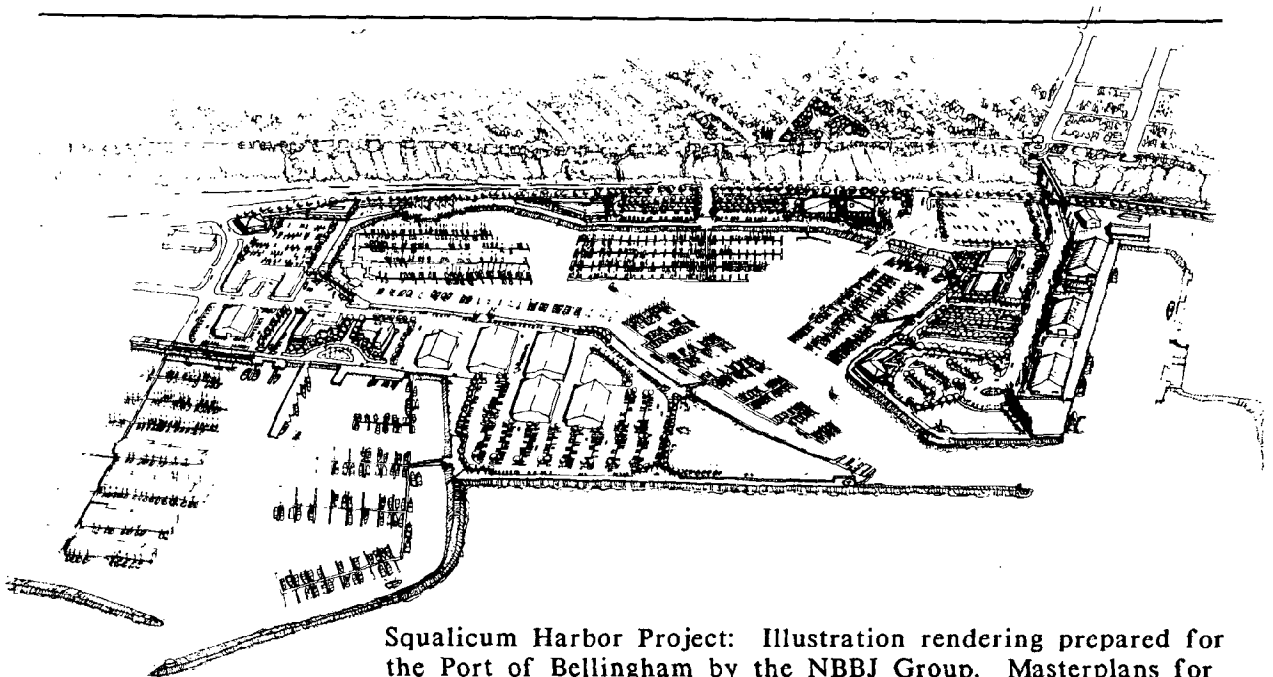 Squalicum Harbor Project: Illustration rendering prepared for
the Port of Bellingham by the NBBJ Group. Masterplans for